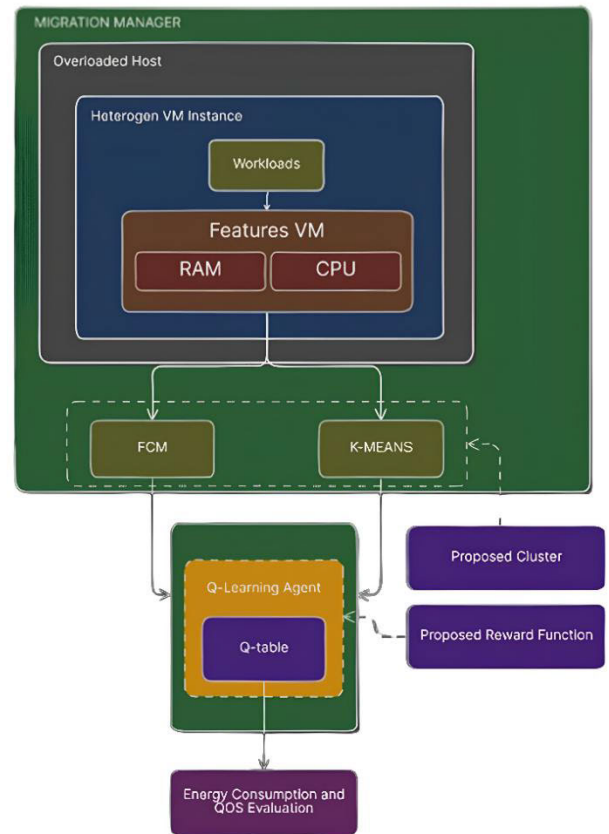 MIGRATION MANAGER
Overloaded Host
Heterogen VM Instance
Workloads
Features VM
RAM
CPU
FCM
K-MEANS
Proposed Cluster
Q-Learning Agent
Proposed Reward Function
Q-table
Energy Consumption and
QOS Evaluation